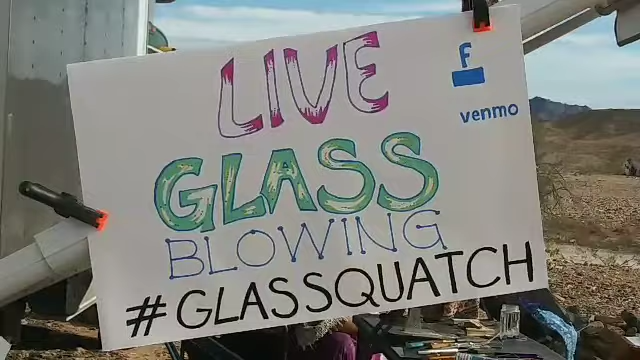 LIVE
GLASS
BLOWING
#GLASSQUATCH
f
venmo